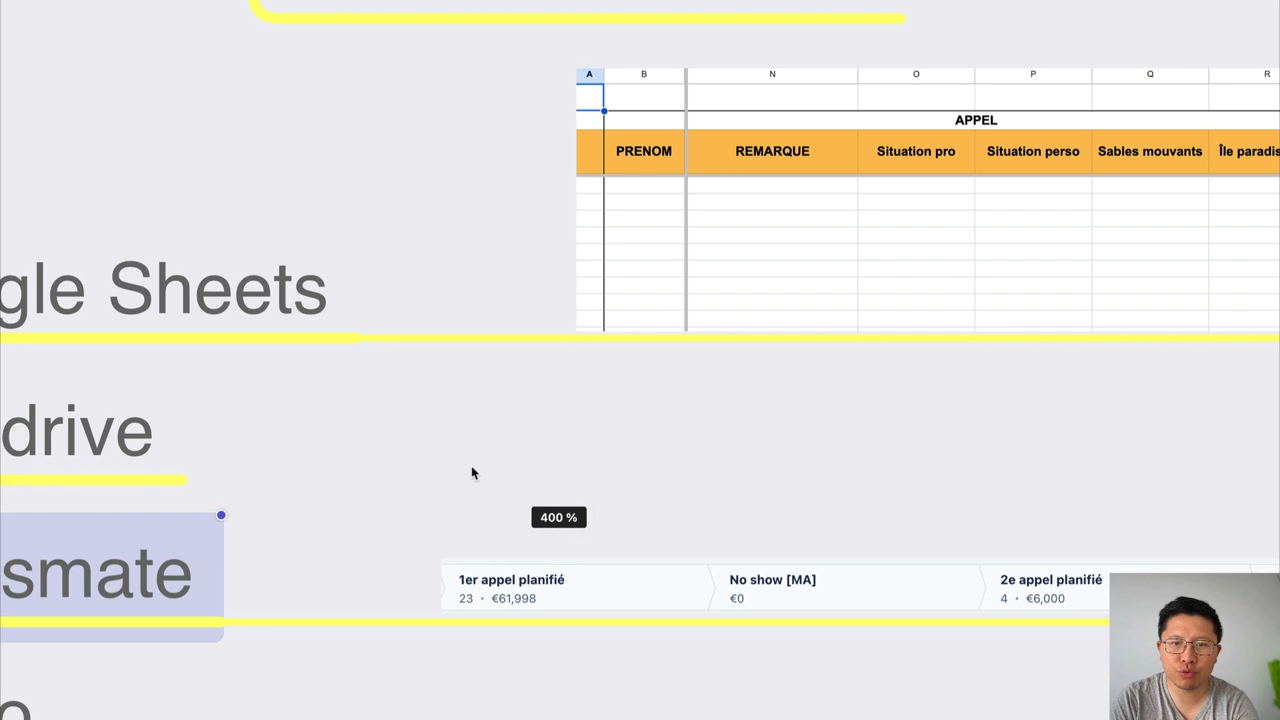 A B N O P Q R
APPEL
PRENOM REMARQUE Situation pro Situation perso Sables mouvants Île paradis
gle Sheets
drive
400 %
smate
1er appel planifié No show [MA] 2e appel planifié
23 · €61,998 €0 4 · €6,000